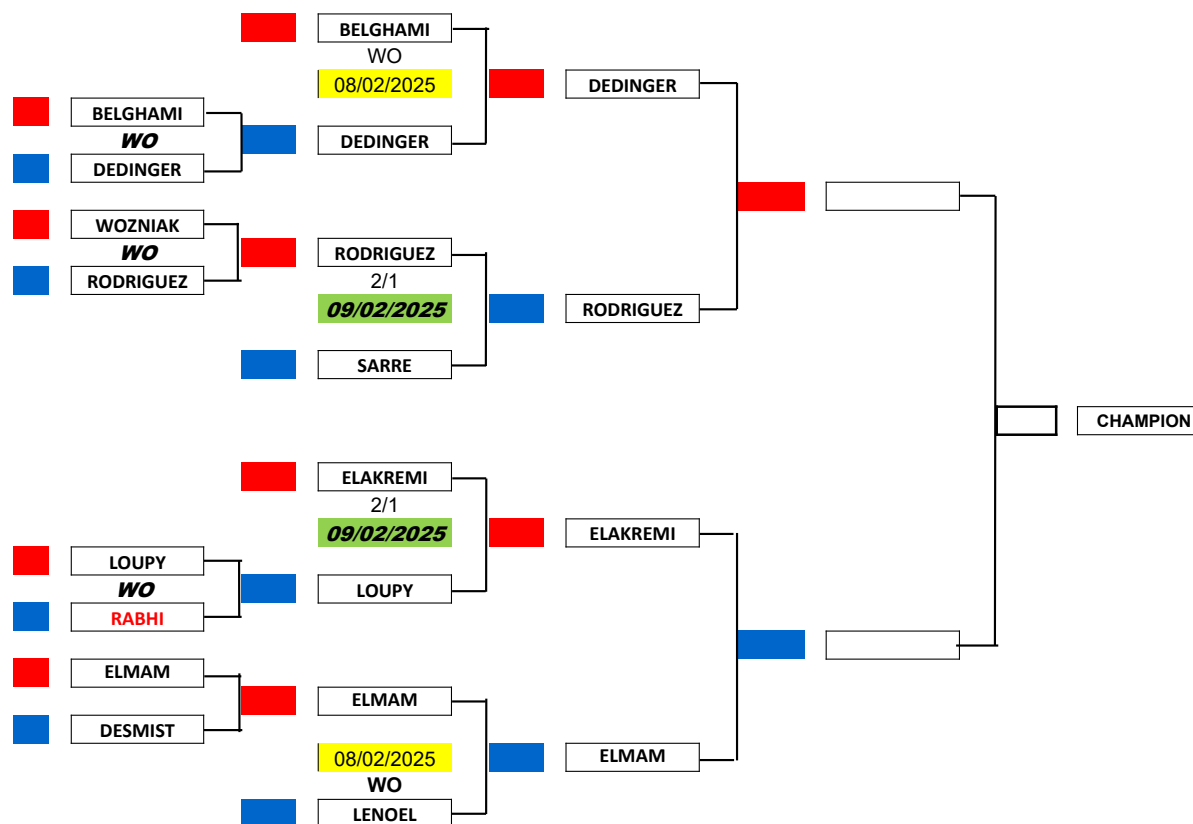 BELGHAMI
WO
08/02/2025
DEDINGER
BELGHAMI
WO
DEDINGER
DEDINGER
WOZNIAK
WO
RODRIGUEZ
RODRIGUEZ
2/1
09/02/2025
RODRIGUEZ
SARRE
CHAMPION
ELAKREMI
2/1
09/02/2025
ELAKREMI
LOUPY
WO
RABHI
LOUPY
ELMAM
DESMIST
ELMAM
08/02/2025
WO
LENOEL
ELMAM